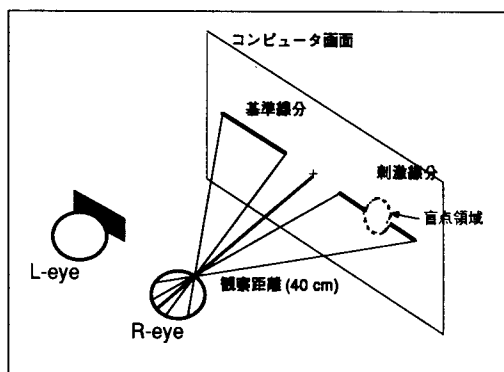 コンピュータ画面
基準線分
刺激線分
盲点領域
L-eye
観察距離 (40 cm)
R-eye